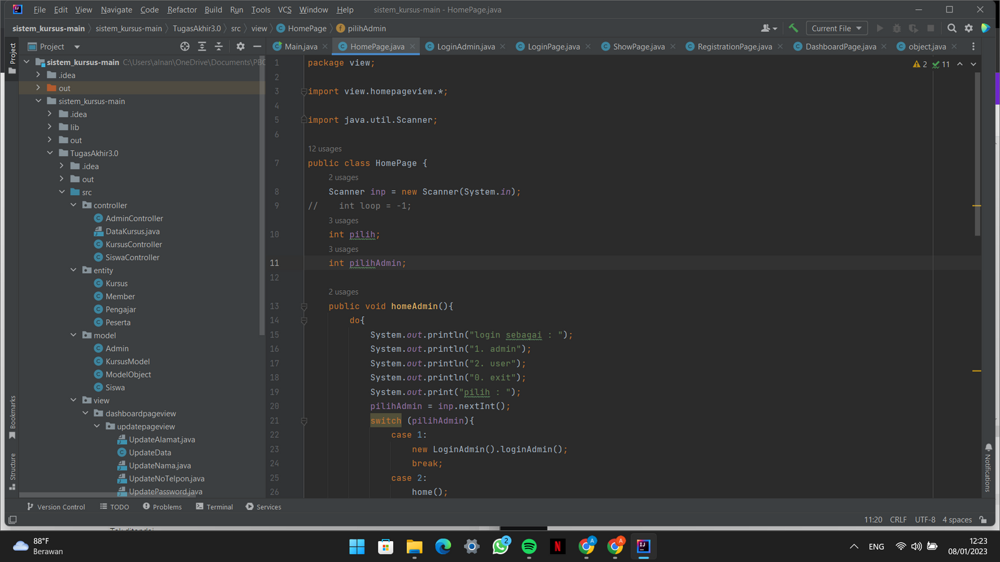 File Edit View Navigate Code Refactor Build Run Tools VCS Window Help sistem_kursus-main - HomePage.java
sistem_kursus-main sistem_kursus-main TugasAkhir3.0 src view HomePage pilihAdmin Current File
Project
Main.java HomePage.java LoginAdmin.java LoginPage.java ShowPage.java RegistrationPage.java DashboardPage.java object.java
Project
Bookmarks
Structure
sistem_kursus-main C:\Users\alnan\OneDrive\Documents\PBO
.idea
out
sistem_kursus-main
.idea
lib
out
TugasAkhir3.0
.idea
out
src
controller
AdminController
DataKursus.java
KursusController
SiswaController
entity
Kursus
Member
Pengajar
Peserta
model
Admin
KursusModel
ModelObject
Siswa
view
dashboardpageview
updatepageview
UpdateAlamat.java
UpdateData
UpdateNama.java
UpdateNoTelpon.java
UpdatePassword.java
2 11
1 package view;
2
3 import view.homepageview.*;
4
5 import java.util.Scanner;
6
12 usages
7 public class HomePage {
2 usages
8 Scanner inp = new Scanner(System.in);
9 // int loop = -1;
3 usages
10 int pilih;
3 usages
11 int pilihAdmin;
12
2 usages
13 public void homeAdmin(){
14 do{
15 System.out.println("login sebagai : ");
16 System.out.println("1. admin");
17 System.out.println("2. user");
18 System.out.println("0. exit");
19 System.out.print("pilih : ");
20 pilihAdmin = inp.nextInt();
21 switch (pilihAdmin){
22 case 1:
23 new LoginAdmin().loginAdmin();
24 break;
25 case 2:
26 home();
Notifications
Version Control TODO Problems Terminal Services
11:20 CRLF UTF-8 4 spaces
88°F
Berawan
2
A
A
N
ENG
12:23
08/01/2023